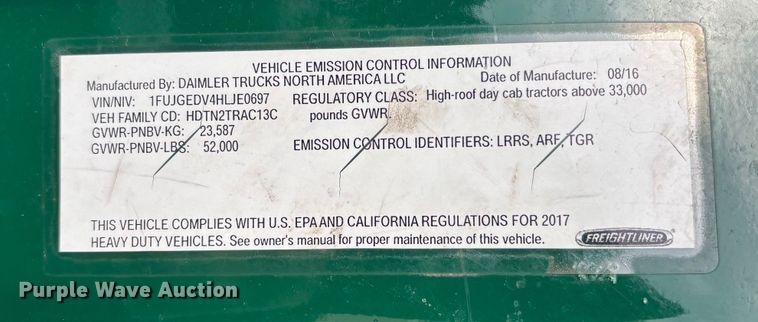 VEHICLE EMISSION CONTROL INFORMATION
Manufactured By: DAIMLER TRUCKS NORTH AMERICA LLC Date of Manufacture: 08/16
VIN/NIV: 1FUJGEDV4HLJE0697 REGULATORY CLASS: High-roof day cab tractors above 33,000
VEH FAMILY CD: HDTN2TRAC13C pounds GVWR.
GVWR-PNBV-KG: 23,587
GVWR-PNBV-LBS: 52,000 EMISSION CONTROL IDENTIFIERS: LRRS, ARF, TGR
THIS VEHICLE COMPLIES WITH U.S. EPA AND CALIFORNIA REGULATIONS FOR 2017
HEAVY DUTY VEHICLES. See owner's manual for proper maintenance of this vehicle.
FREIGHTLINER
Purple Wave Auction